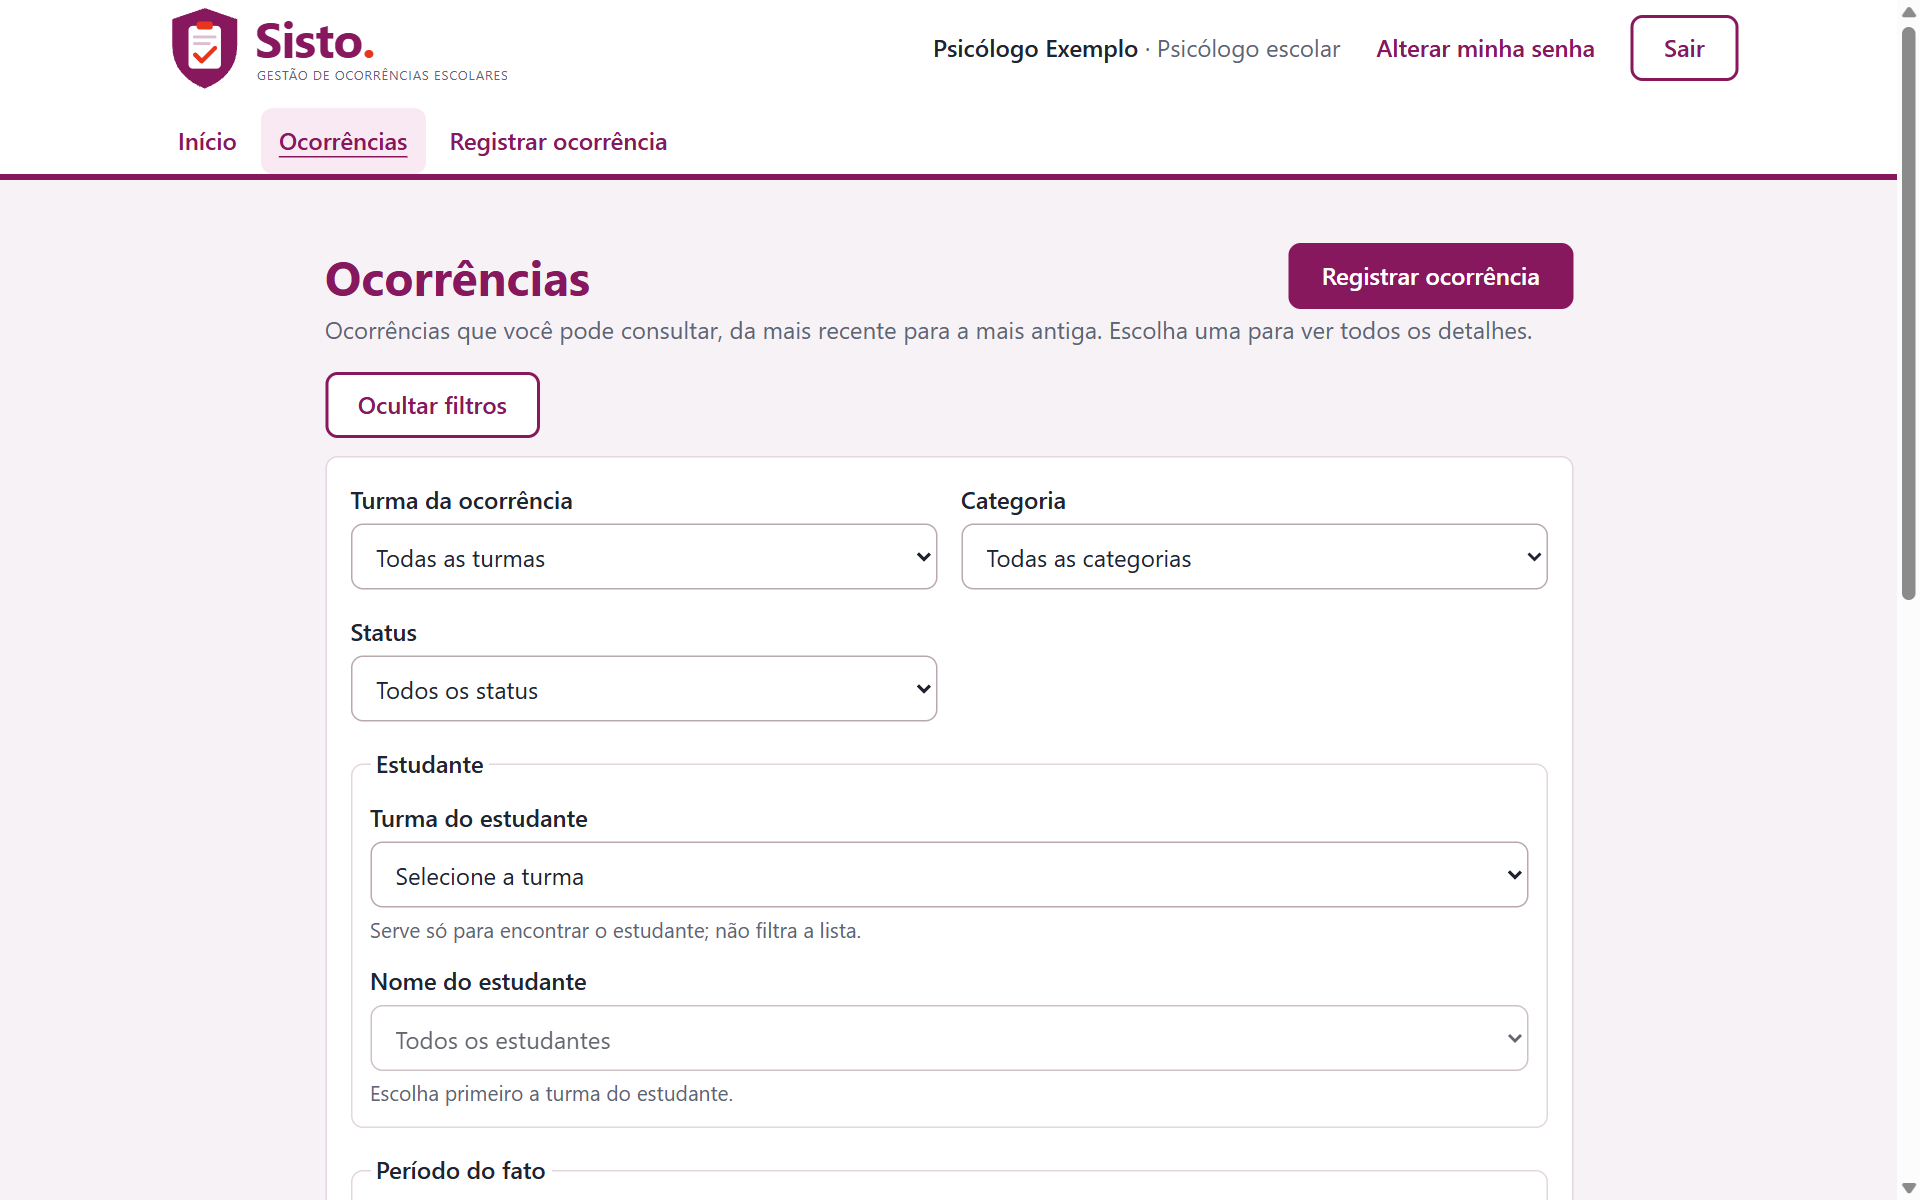 Sisto.
GESTÃO DE OCORRÊNCIAS ESCOLARES
Psicólogo Exemplo · Psicólogo escolar
Alterar minha senha
Sair
Início
Ocorrências
Registrar ocorrência
Ocorrências
Registrar ocorrência
Ocorrências que você pode consultar, da mais recente para a mais antiga. Escolha uma para ver todos os detalhes.
Ocultar filtros
Turma da ocorrência
Categoria
Todas as turmas
Todas as categorias
Status
Todos os status
Estudante
Turma do estudante
Selecione a turma
Serve só para encontrar o estudante; não filtra a lista.
Nome do estudante
Todos os estudantes
Escolha primeiro a turma do estudante.
Período do fato